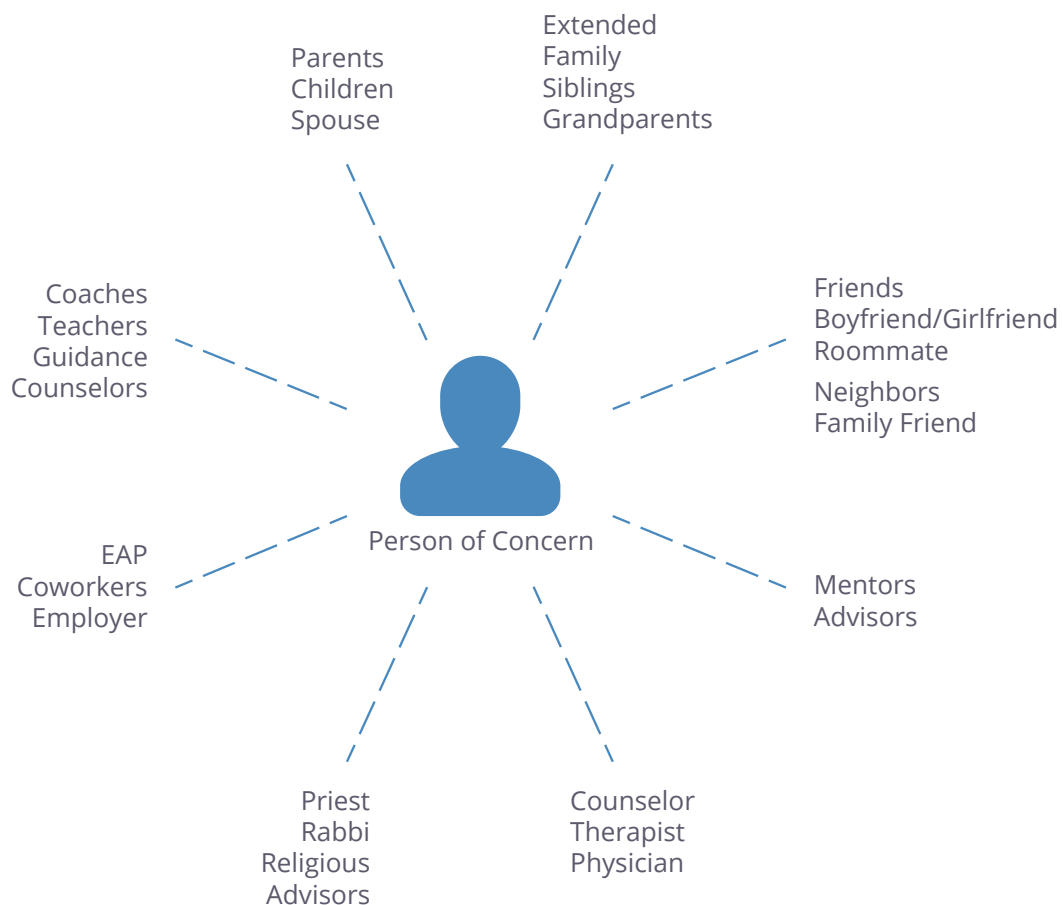 Parents
Children
Spouse
Extended
Family
Siblings
Grandparents
Coaches
Teachers
Guidance
Counselors
Friends
Boyfriend/Girlfriend
Roommate
Neighbors
Family Friend
Person of Concern
EAP
Coworkers
Employer
Mentors
Advisors
Priest
Rabbi
Religious
Advisors
Counselor
Therapist
Physician